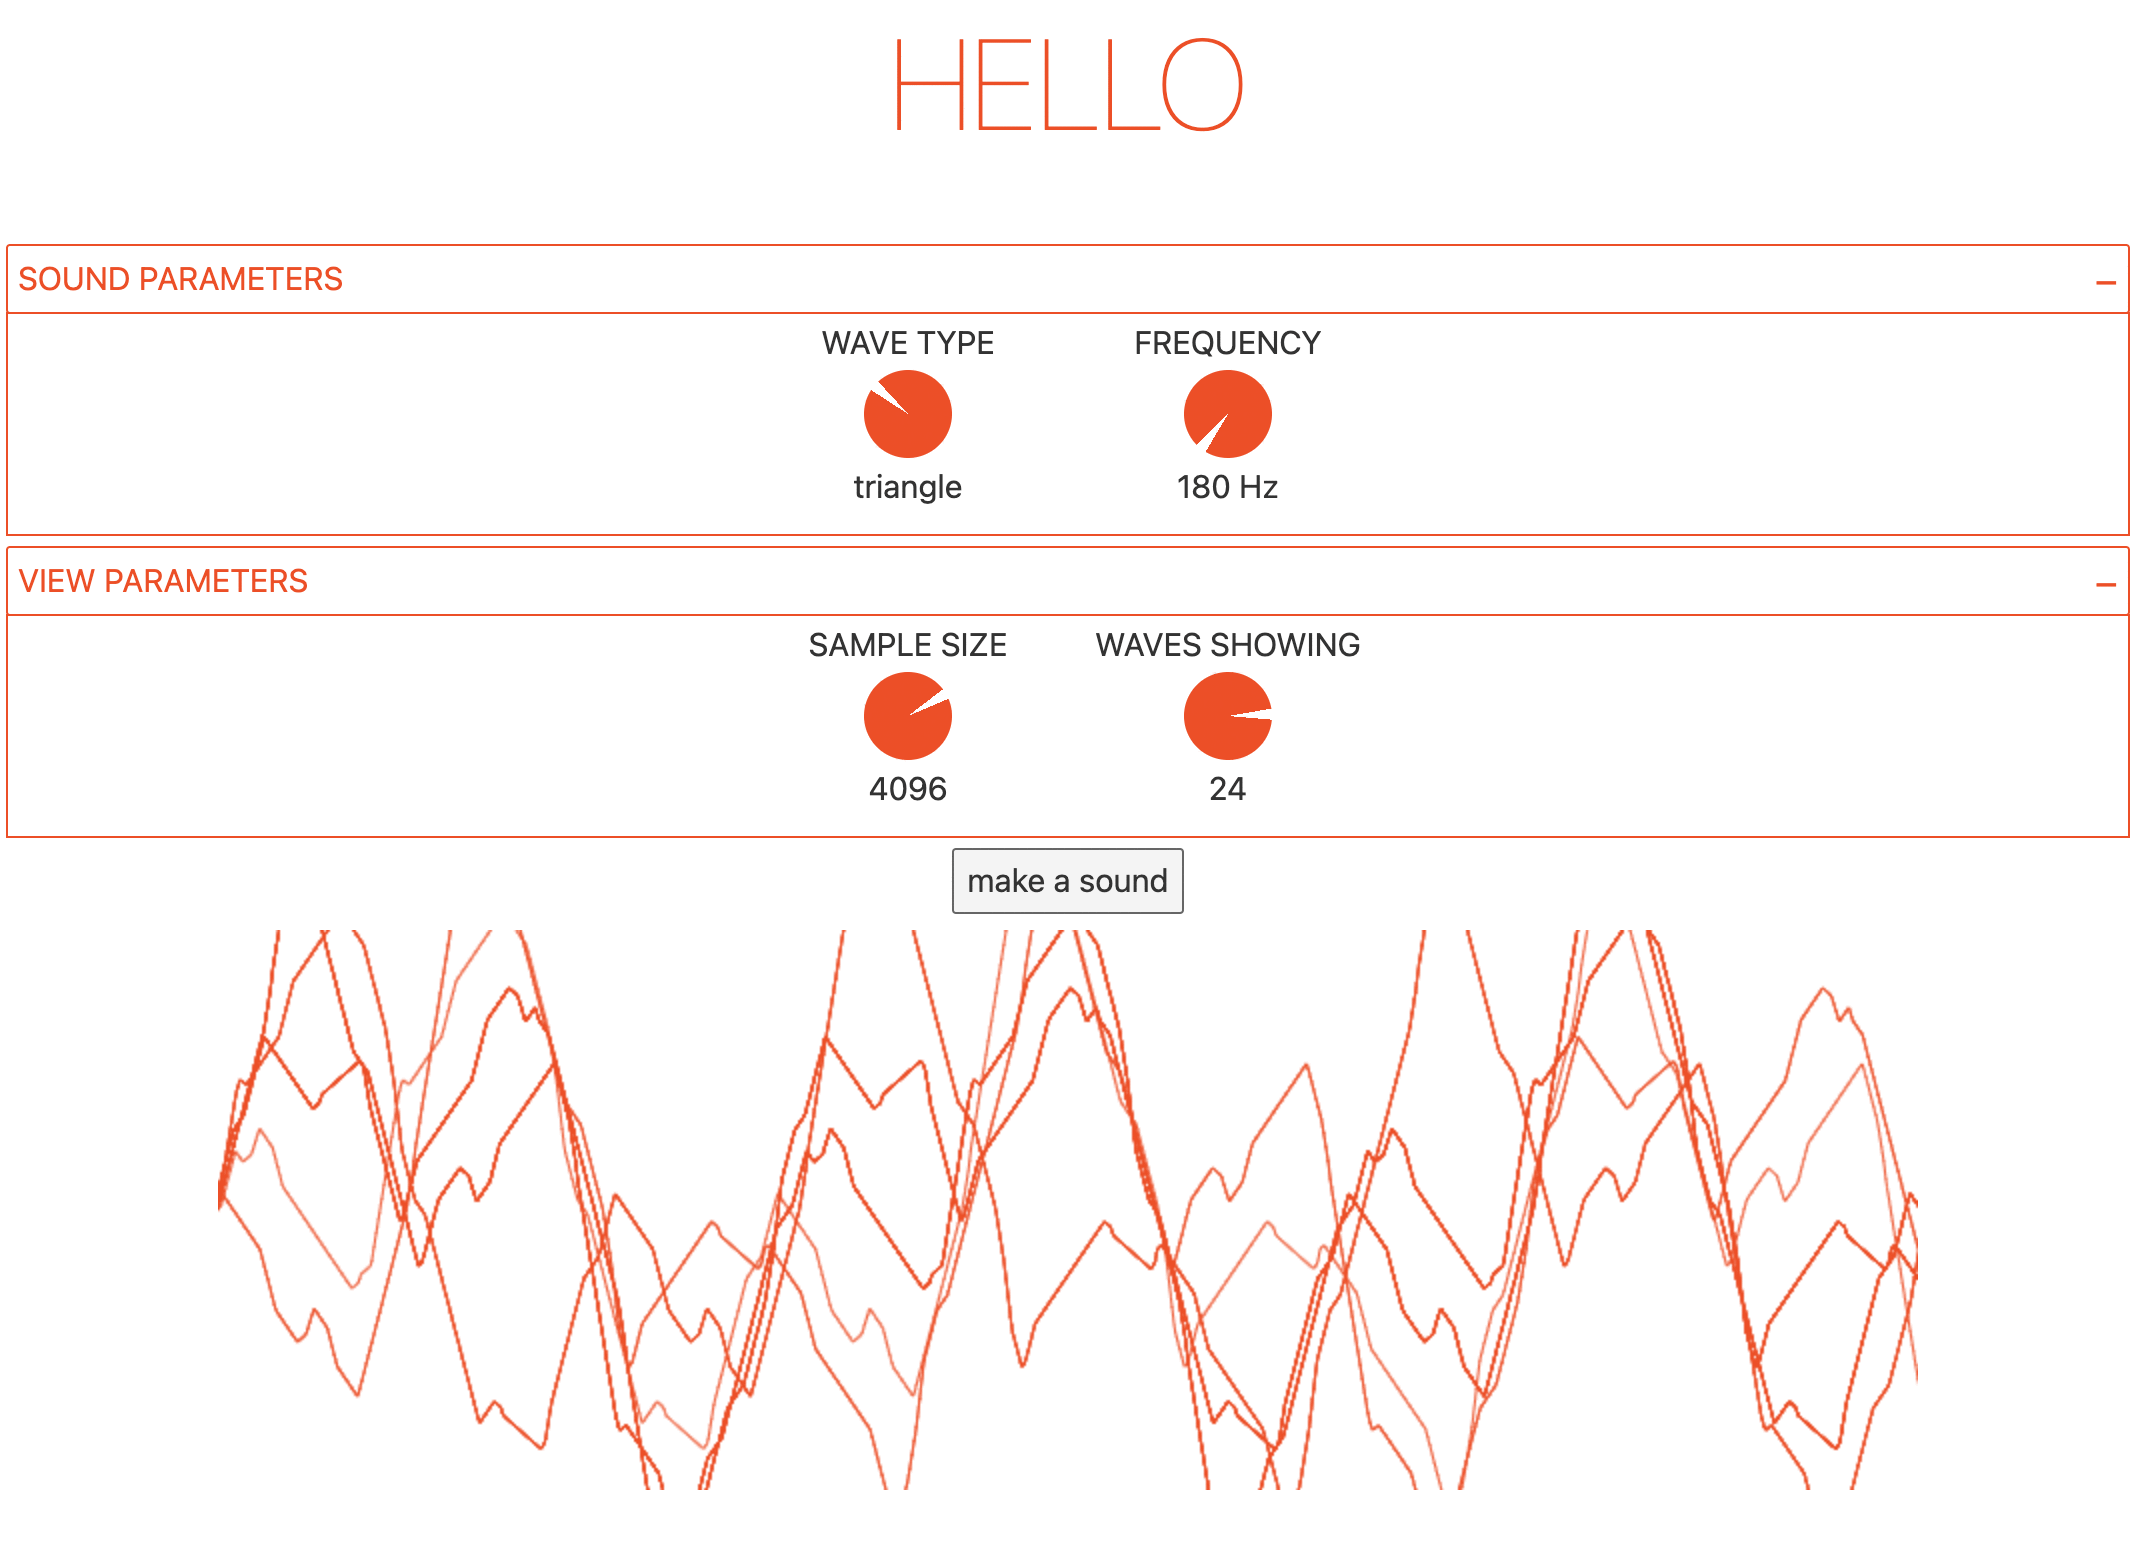 HELLO
SOUND PARAMETERS –
WAVE TYPE FREQUENCY
triangle 180 Hz
VIEW PARAMETERS –
SAMPLE SIZE WAVES SHOWING
4096 24
make a sound